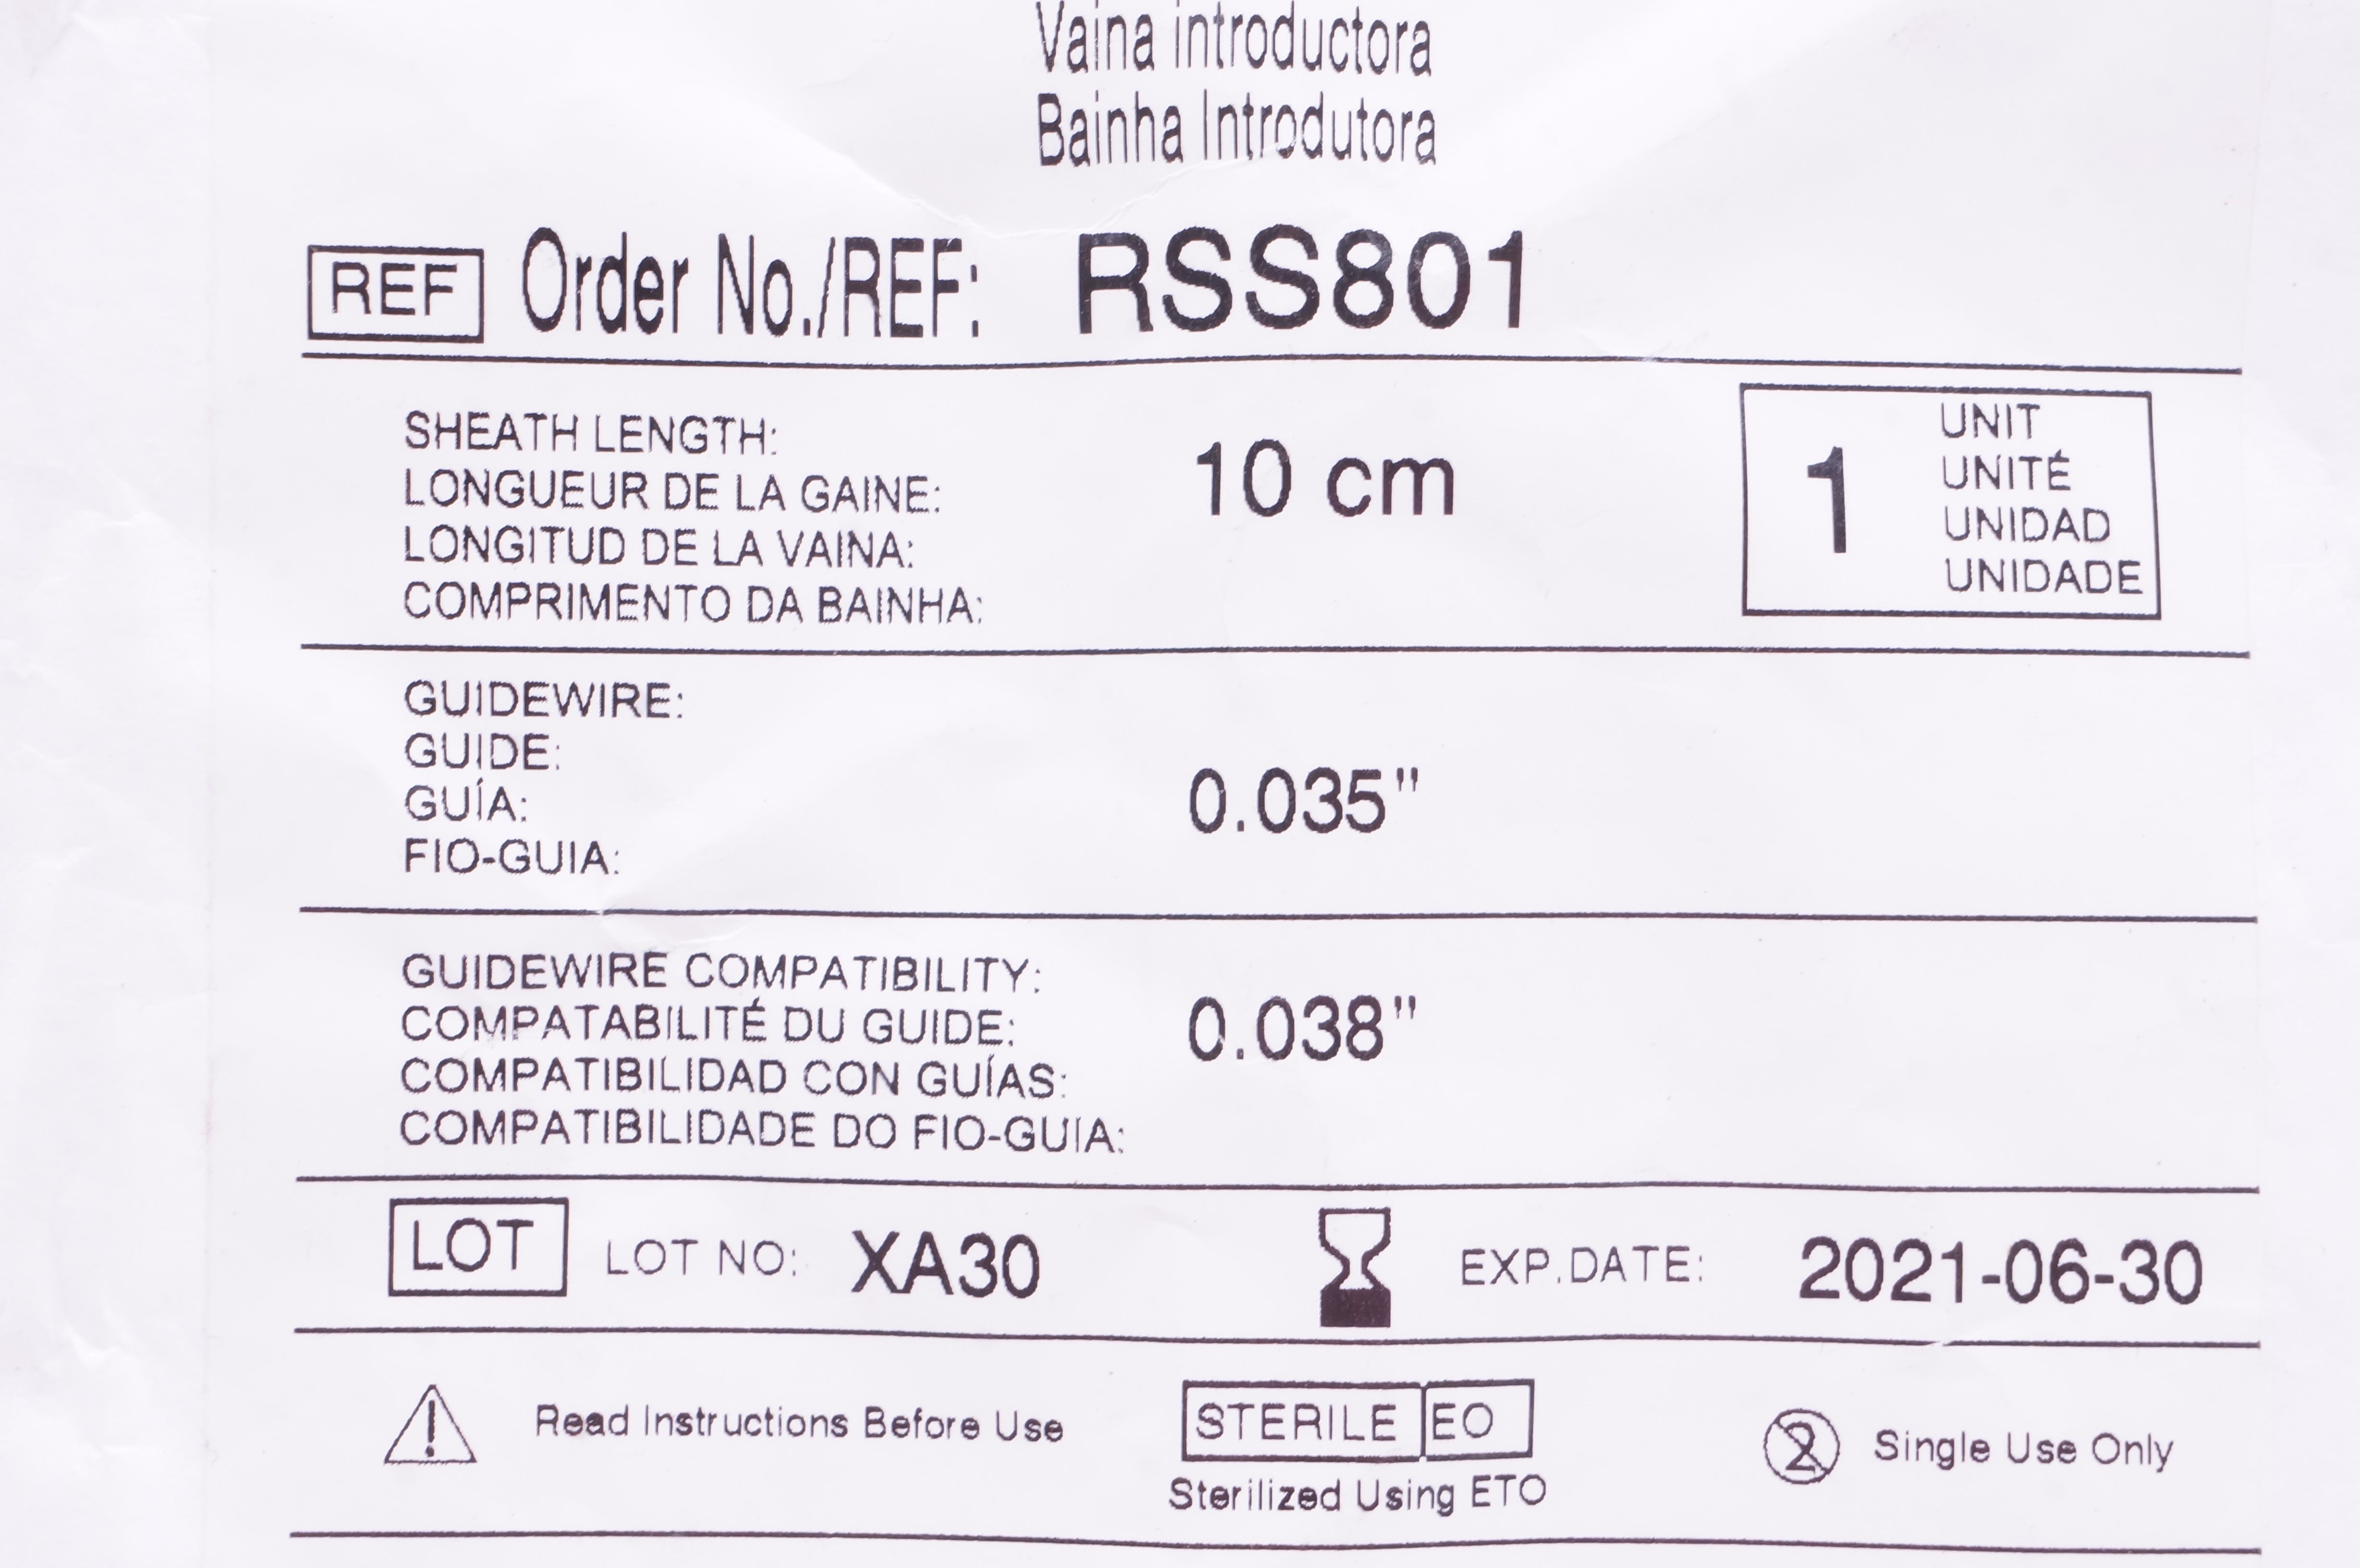 Vaina introductora
Bainha Introdutora
REF Order No./REF: RSS801
SHEATH LENGTH:
LONGUEUR DE LA GAINE:
LONGITUD DE LA VAINA:
COMPRIMENTO DA BAINHA:
10 cm
1
UNIT
UNITÉ
UNIDAD
UNIDADE
GUIDEWIRE:
GUIDE:
GUÍA:
FIO-GUIA:
0.035"
GUIDEWIRE COMPATIBILITY:
COMPATABILITÉ DU GUIDE:
COMPATIBILIDAD CON GUÍAS:
COMPATIBILIDADE DO FIO-GUIA:
0.038"
LOT LOT NO: XA30 EXP.DATE: 2021-06-30
Read Instructions Before Use
STERILE EO
Sterilized Using ETO
2 Single Use Only